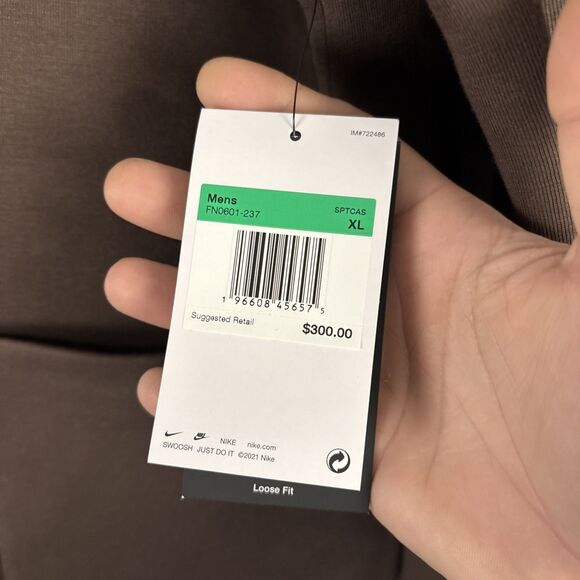 IM#722486
Mens
FN0601-237 SPTCAS
XL
1 96608 45657 5
Suggested Retail $300.00
NIKE nike.com
SWOOSH JUST DO IT ©2021 Nike
Loose Fit